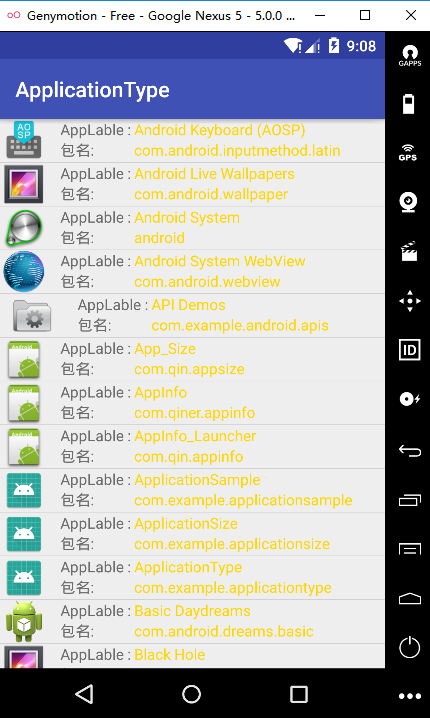 Genymotion - Free - Google Nexus 5 - 5.0.0 ...
9:08
GAPPS
ApplicationType
AppLable : Android Keyboard (AOSP)
包名: com.android.inputmethod.latin
AppLable : Android Live Wallpapers
包名: com.android.wallpaper
AppLable : Android System
包名: android
AppLable : Android System WebView
包名: com.android.webview
AppLable : API Demos
包名: com.example.android.apis
AppLable : App_Size
包名: com.qin.appsize
AppLable : AppInfo
包名: com.qiner.appinfo
AppLable : AppInfo_Launcher
包名: com.qin.appinfo
AppLable : ApplicationSample
包名: com.example.applicationsample
AppLable : ApplicationSize
包名: com.example.applicationsize
AppLable : ApplicationType
包名: com.example.applicationtype
AppLable : Basic Daydreams
包名: com.android.dreams.basic
AppLable : Black Hole
AO
SP
GPS
ID